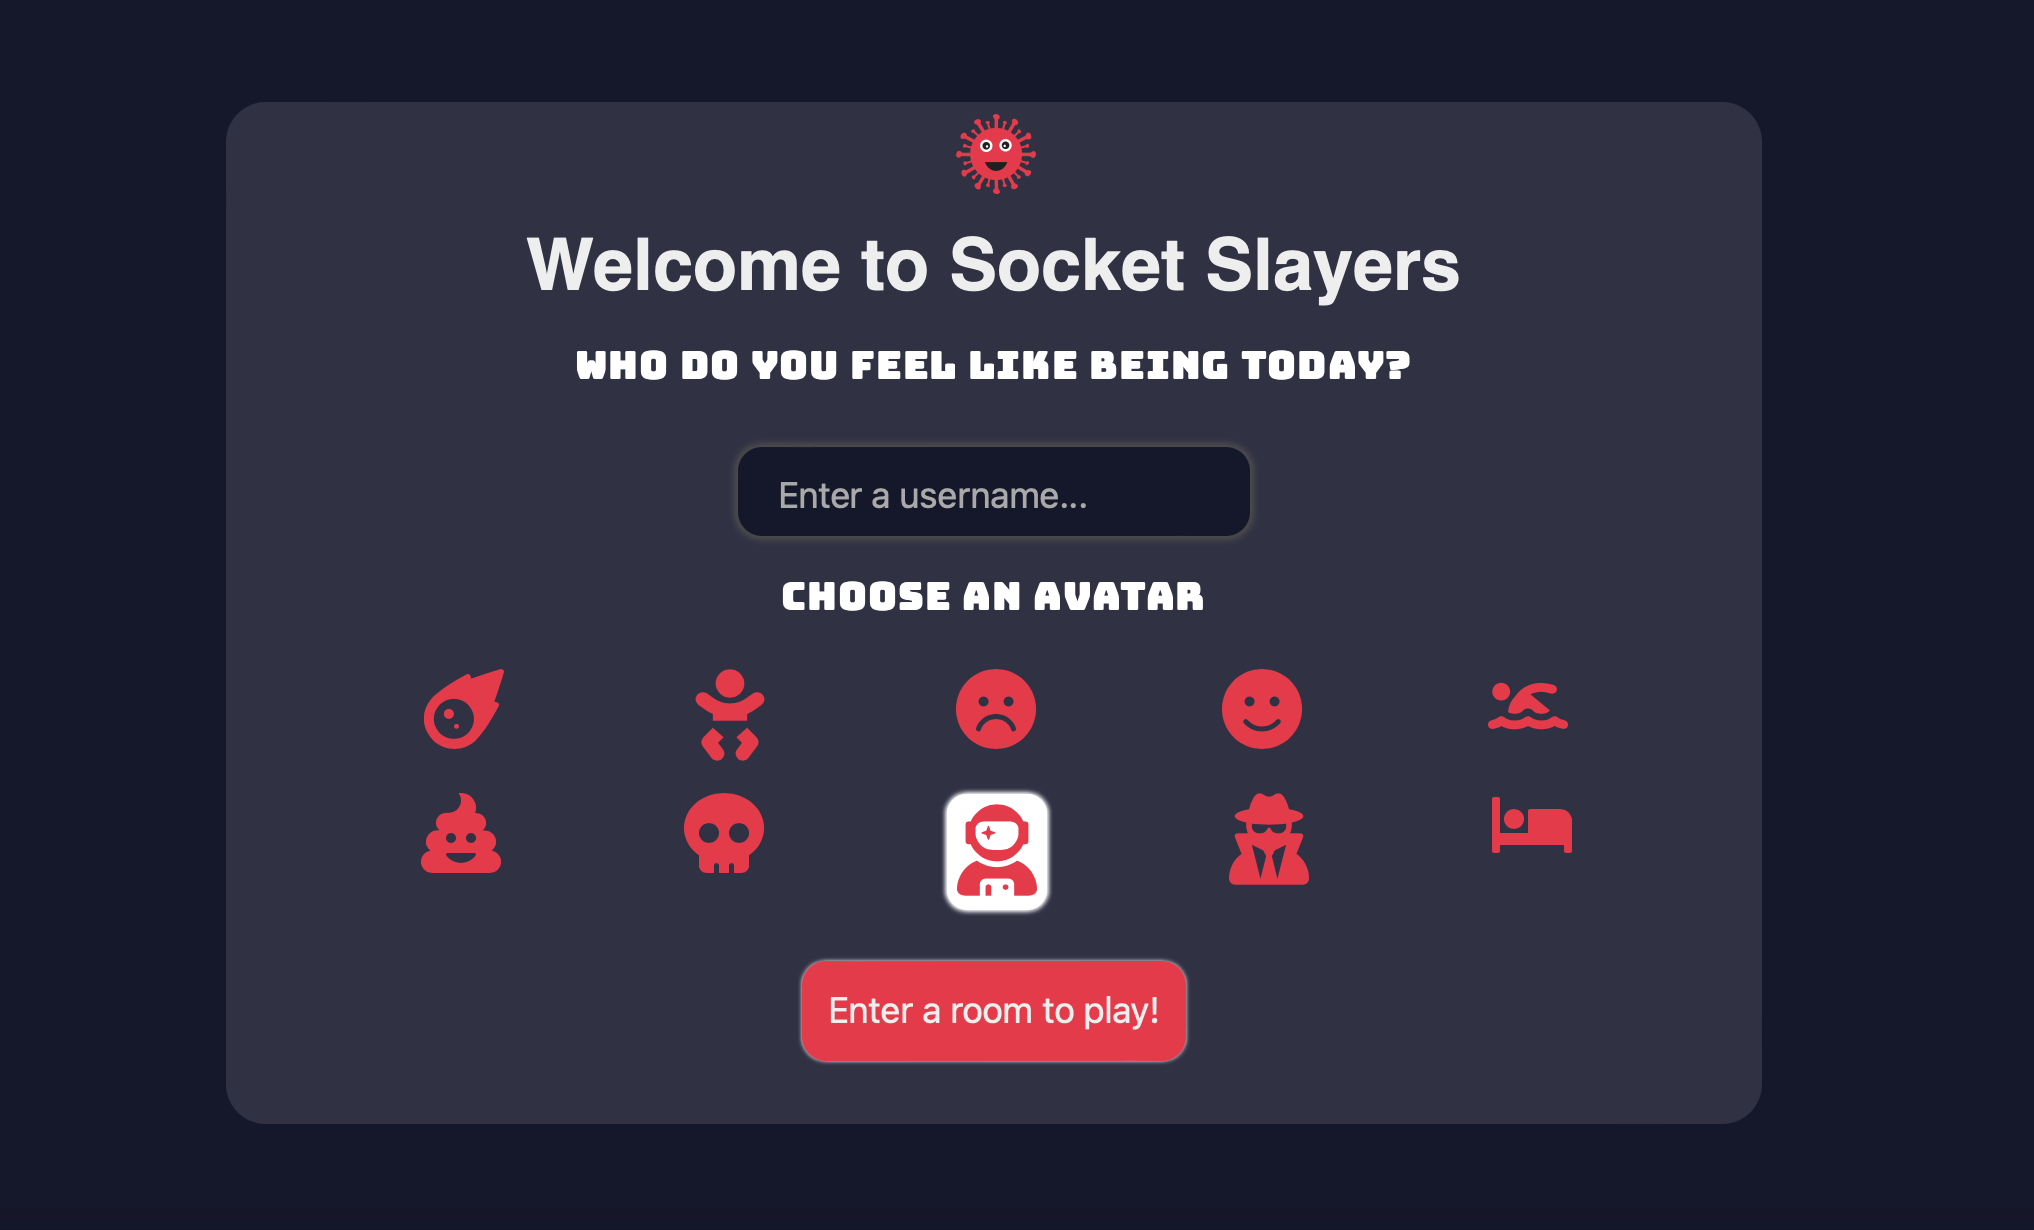 Welcome to Socket Slayers
WHO DO YOU FEEL LIKE BEING TODAY?
Enter a username...
CHOOSE AN AVATAR
Enter a room to play!